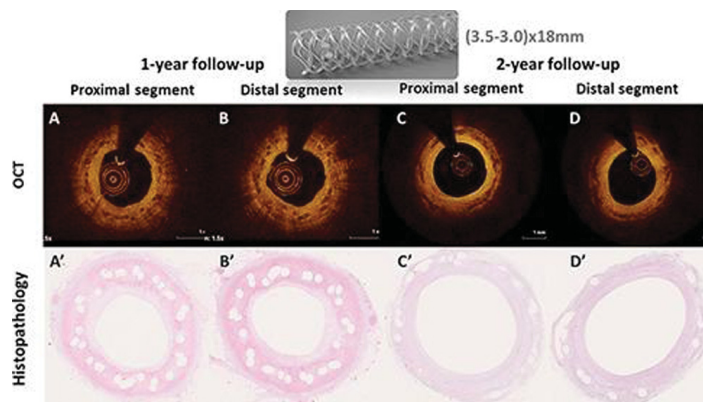 (3.5-3.0)x18mm
1-year follow-up
2-year follow-up
Proximal segment
Distal segment
Proximal segment
Distal segment
OCT
A
B
C
D
1 mm
Histopathology
A’
B’
C’
D’